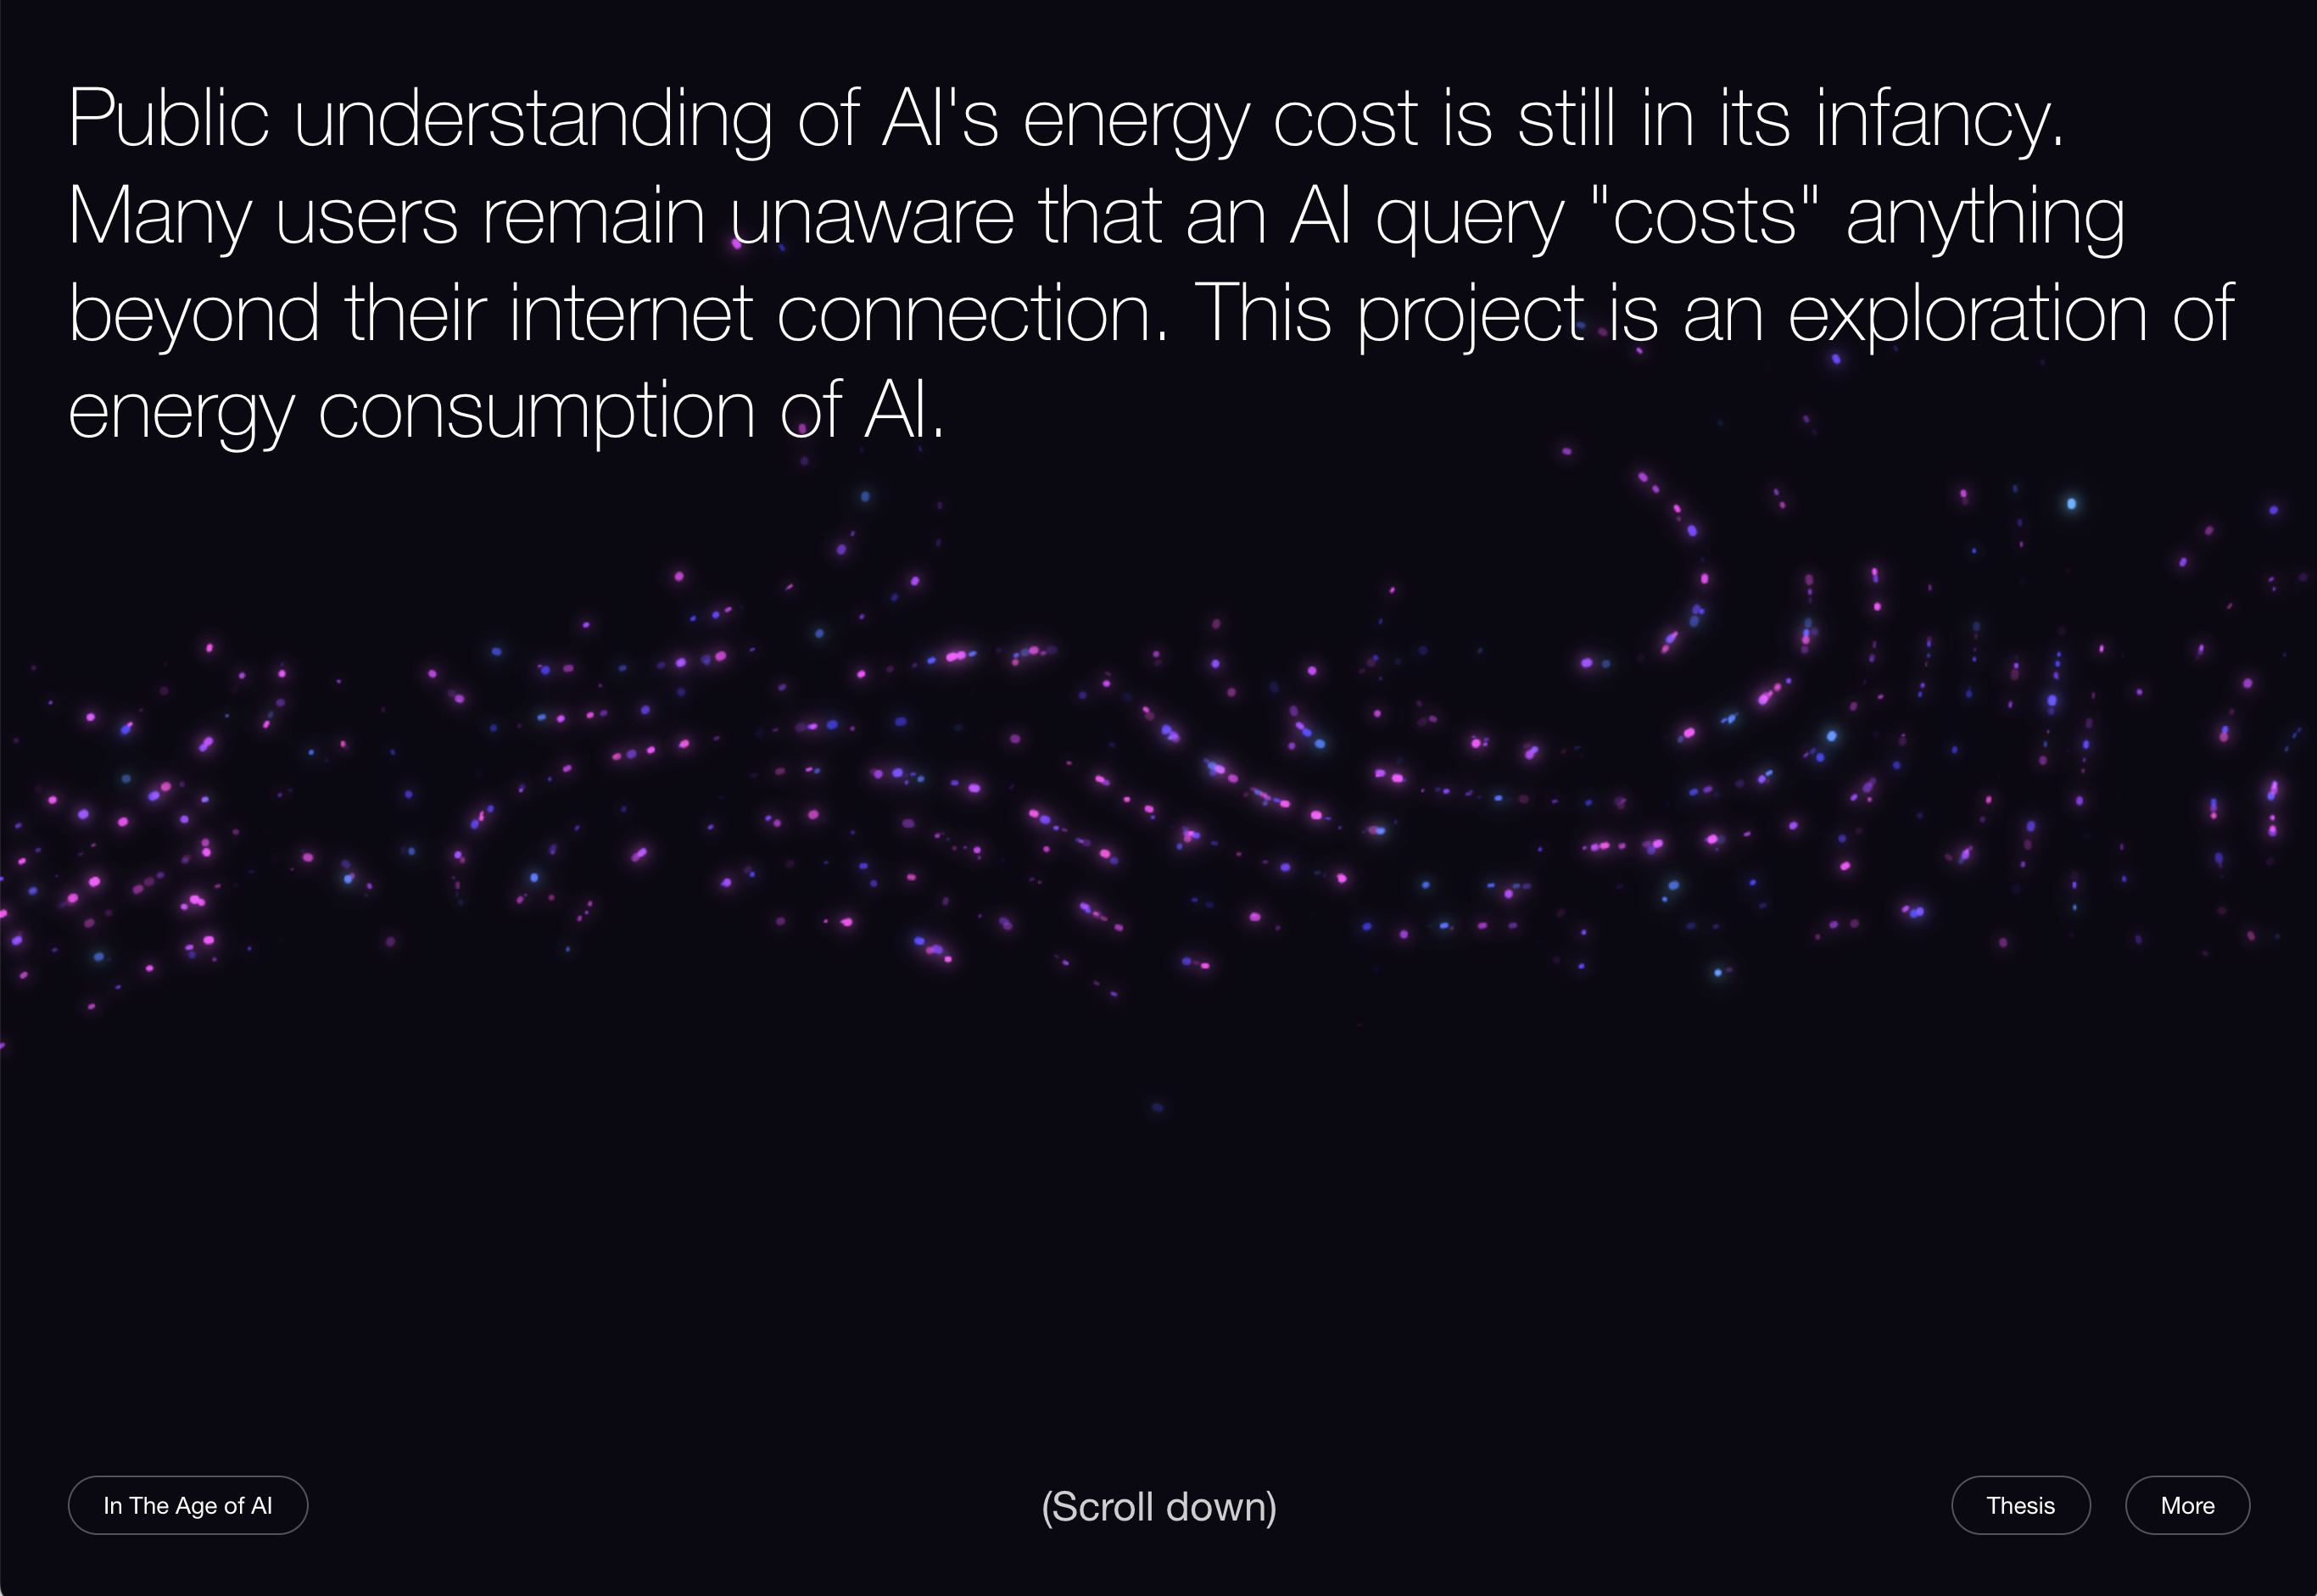 Public understanding of AI's energy cost is still in its infancy.
Many users remain unaware that an AI query "costs" anything
beyond their internet connection. This project is an exploration of
energy consumption of AI.
In The Age of AI
(Scroll down)
Thesis
More